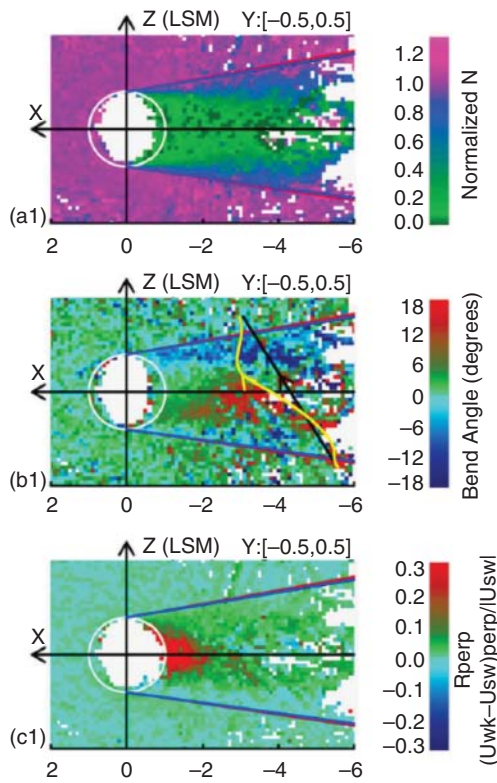 Z (LSM) Y:[−0.5,0.5]
X
(a1)
2 0 −2 −4 −6
1.2
1.0
0.8
0.6
0.4
0.2
0.0
Normalized N
Z (LSM) Y:[−0.5,0.5]
X
(b1)
2 0 −2 −4 −6
18
12
6
0
−6
−12
−18
Bend Angle (degrees)
Z (LSM) Y:[−0.5,0.5]
X
(c1)
2 0 −2 −4 −6
0.3
0.2
0.1
0.0
−0.1
−0.2
−0.3
Rperp
(Uwk−Usw)perp/|Usw|